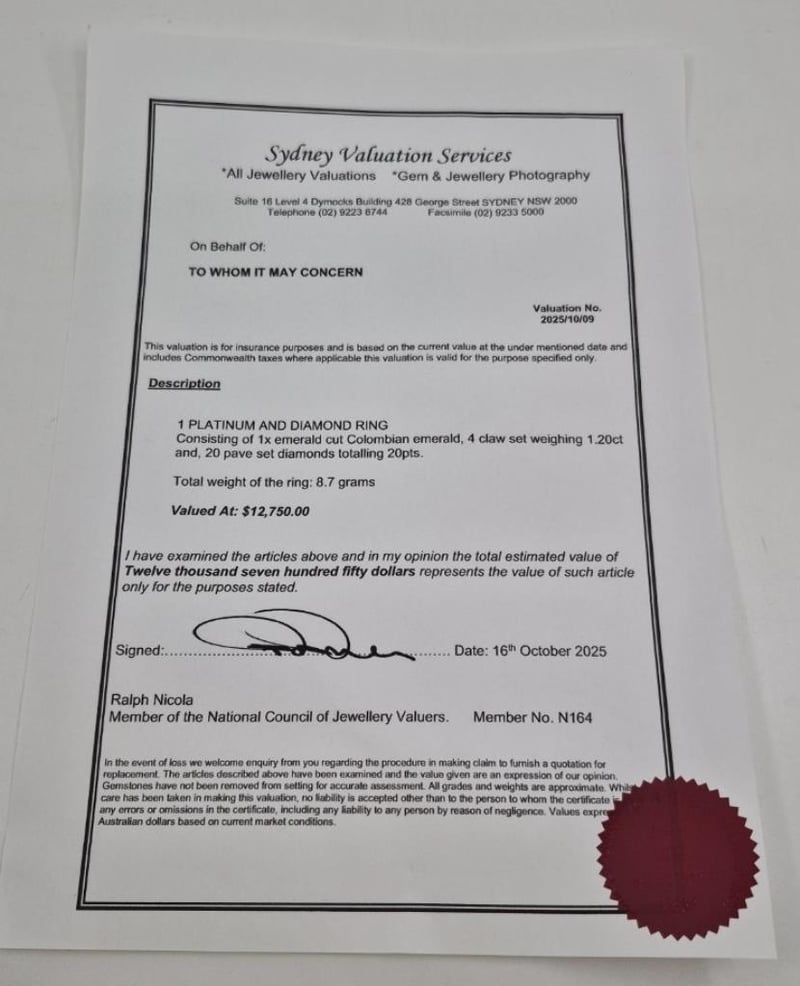 Sydney Valuation Services
*All Jewellery Valuations *Gem & Jewellery Photography
Suite 16 Level 4 Dymocks Building 428 George Street SYDNEY NSW 2000
Telephone (02) 9223 6744 Facsimile (02) 9233 5000
On Behalf Of:
TO WHOM IT MAY CONCERN
Valuation No.
2025/10/09
This valuation is for insurance purposes and is based on the current value at the under mentioned date and
includes Commonwealth taxes where applicable this valuation is valid for the purpose specified only.
Description
1 PLATINUM AND DIAMOND RING
Consisting of 1x emerald cut Colombian emerald, 4 claw set weighing 1.20ct
and, 20 pave set diamonds totalling 20pts.
Total weight of the ring: 8.7 grams
Valued At: $12,750.00
I have examined the articles above and in my opinion the total estimated value of
Twelve thousand seven hundred fifty dollars represents the value of such article
only for the purposes stated.
Signed:.......... Date: 16th October 2025
Ralph Nicola
Member of the National Council of Jewellery Valuers. Member No. N164
In the event of loss we welcome enquiry from you regarding the procedure in making claim to furnish a quotation for
replacement. The articles described above have been examined and the value given are an expression of our opinion.
Gemstones have not been removed from setting for accurate assessment. All grades and weights are approximate. Whils
care has been taken in making this valuation, no liability is accepted other than to the person to whom the certificate
any errors or omissions in the certificate, including any liability to any person by reason of negligence. Values expre
Australian dollars based on current market conditions.